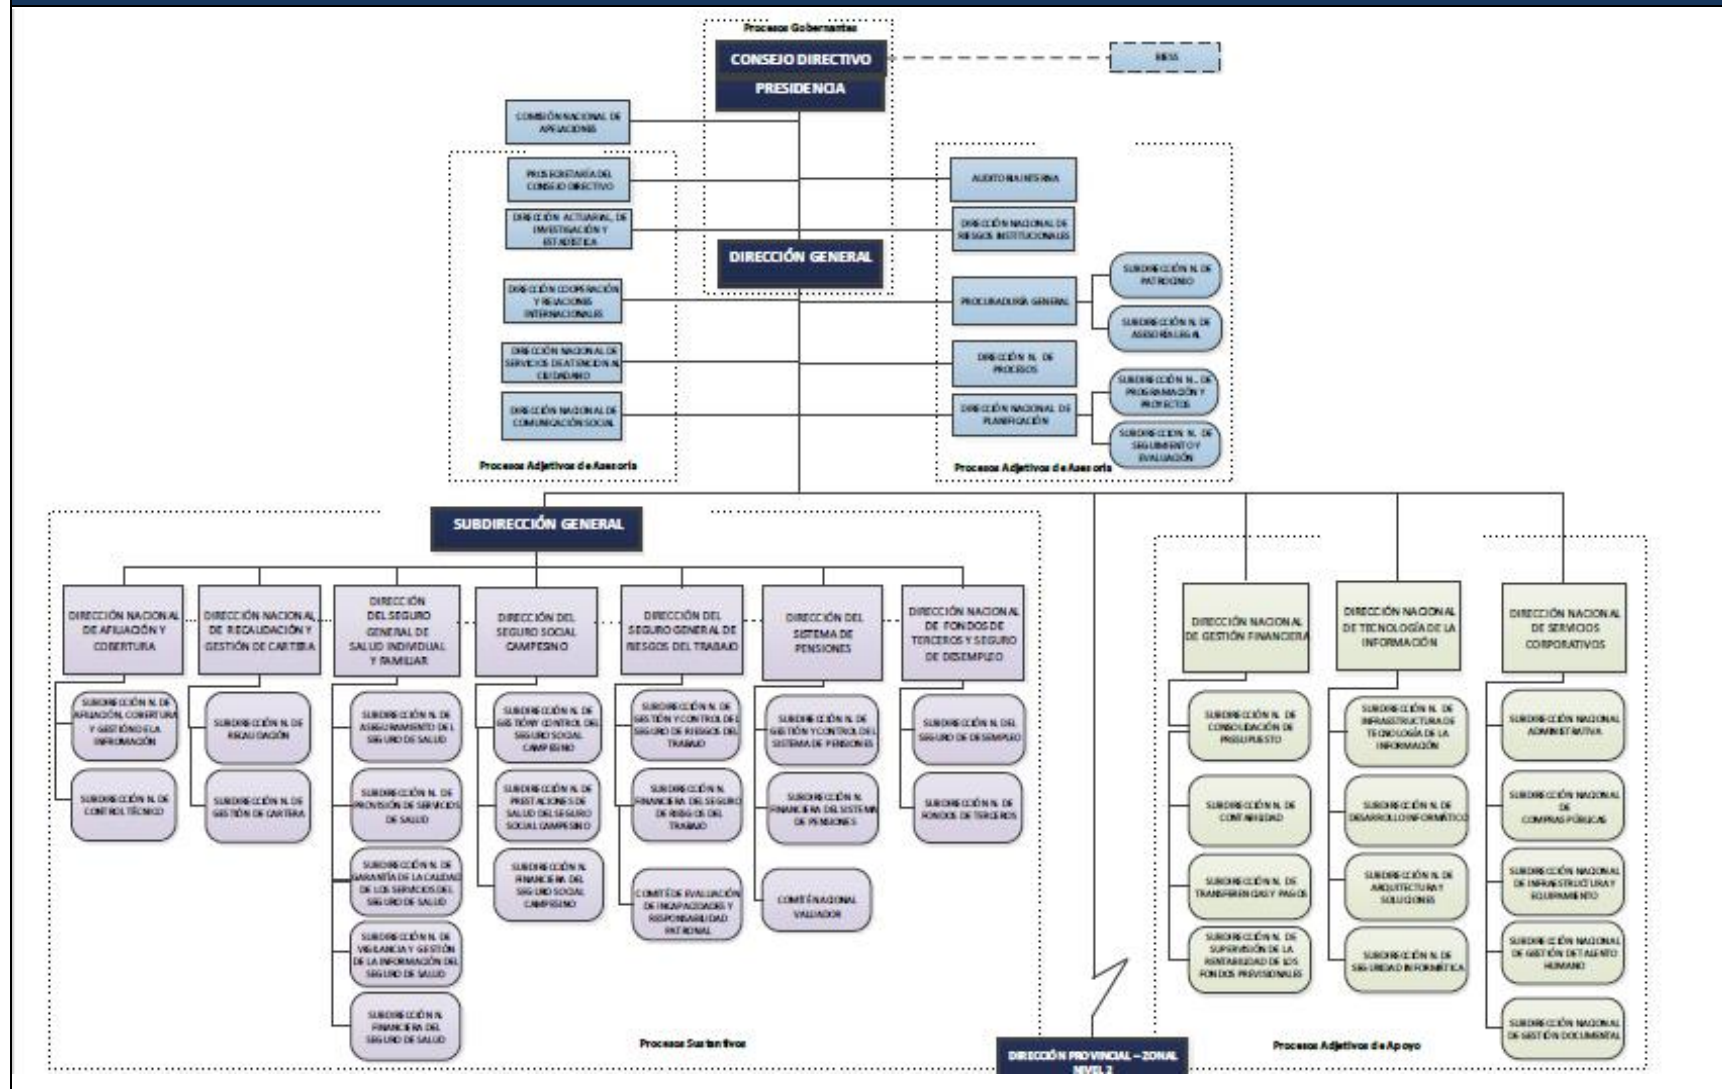 Procesos Gobernantes
CONSEJO DIRECTIVO
PRESIDENCIA
BIESS
COMISIÓN NACIONAL DE
APELACIONES
PROSECRETARÍA DEL
CONSEJO DIRECTIVO
DIRECCIÓN ACTUARIAL, DE
INVESTIGACIÓN Y
ESTADÍSTICA
DIRECCIÓN COOPERACIÓN
Y RELACIONES
INTERNACIONALES
DIRECCIÓN NACIONAL DE
SERVICIOS DE ATENCION AL
CIUDADANO
DIRECCIÓN NACIONAL DE
COMUNICACIÓN SOCIAL
Procesos Adjetivos de Asesoría
DIRECCIÓN GENERAL
AUDITORIA INTERNA
DIRECCIÓN NACIONAL DE
RIESGOS INSTITUCIONALES
PROCURADURÍA GENERAL
SUBDIRECCIÓN N. DE
PATROCINIO
SUBDIRECCIÓN N. DE
ASESORÍA LEGAL
DIRECCIÓN N. DE
PROCESOS
DIRECCIÓN NACIONAL DE
PLANIFICACIÓN
SUBDIRECCIÓN N.. DE
PROGRAMACIÓN Y
PROYECTOS
SUBDIRECCION N. DE
SEGUIMIENTO Y
EVALUACIÓN
Procesos Adjetivos de Asesoría
SUBDIRECCIÓN GENERAL
DIRECCIÓN NACIONAL
DE AFILIACIÓN Y
COBERTURA
SUBDIRECCIÓN N. DE
AFILIACIÓN, COBERTURA
Y GESTIÓN DE LA
INFROMACIÓN
SUBDIRECCIÓN N. DE
CONTROL TÉCNICO
DIRECCIÓN NACIONAL
DE RECAUDACIÓN Y
GESTIÓN DE CARTERA
SUBDIRECCIÓN N. DE
RECAUDACIÓN
SUBDIRECCIÓN N. DE
GESTIÓN DE CARTERA
DIRECCIÓN
DEL SEGURO
GENERAL DE
SALUD INDIVIDUAL
Y FAMILIAR
SUBDIRECCIÓN N. DE
ASEGURAMIENTO DEL
SEGURO DE SALUD
SUBDIRECCIÓN N. DE
PROVISIÓN DE SERVICIOS
DE SALUD
SUBDIRECCIÓN N. DE
GARANTÍA DE LA CALIDAD
DE LOS SERVICIOS DEL
SEGURO DE SALUD
SUBDIRECCIÓN N. DE
VIGILANCIA Y GESTIÓN
DE LA INFORMACIÓN DEL
SEGURO DE SALUD
SUBDIRECCIÓN N.
FINANCIERA DEL
SEGURO DE SALUD
DIRECCIÓN DEL
SEGURO SOCIAL
CAMPESINO
SUBDIRECCIÓN N. DE
GESTIÓN Y CONTROL DEL
SEGURO SOCIAL
CAMPESINO
SUBDIRECCIÓN N. DE
PRESTACIONES DE
SALUD DEL SEGURO
SOCIAL CAMPESINO
SUBDIRECCIÓN N.
FINANCIERA DEL
SEGURO SOCIAL
CAMPESINO
DIRECCIÓN DEL
SEGURO GENERAL DE
RIESGOS DEL TRABAJO
SUBDIRECCIÓN N. DE
GESTIÓN Y CONTROL DEL
SEGURO DE RIESGOS DEL
TRABAJO
SUBDIRECCIÓN N.
FINANCIERA DEL SEGURO
DE RIESGOS DEL
TRABAJO
COMITÉ DE EVALUACIÓN
DE INCAPACIDADES Y
RESPONSABILIDAD
PATRONAL
DIRECCIÓN DEL
SISTEMA DE
PENSIONES
SUBDIRECCIÓN N. DE
GESTIÓN Y CONTROL DEL
SISTEMA DE PENSIONES
SUBDIRECCIÓN N.
FINANCIERA DEL SISTEMA
DE PENSIONES
COMITÉ NACIONAL
VALUADOR
DIRECCIÓN NACIONAL
DE FONDOS DE
TERCEROS Y SEGURO
DE DESEMPLEO
SUBDIRECCIÓN N. DEL
SEGURO DE DESEMPLEO
SUBDIRECCIÓN N. DE
FONDOS DE TERCEROS
Procesos Sustantivos
DIRECCIÓN PROVINCIAL – ZONAL
NIVEL 3
DIRECCIÓN NACIONAL
DE GESTIÓN FINANCIERA
SUBDIRECCIÓN N. DE
CONSOLIDACIÓN DE
PRESUPUESTO
SUBDIRECCIÓN N. DE
CONTABILIDAD
SUBDIRECCIÓN N. DE
TRANSFERENCIAS Y PAGOS
SUBDIRECCIÓN N. DE
SUPERVISIÓN DE LA
RENTABILIDAD DE LOS
FONDOS PREVISIONALES
DIRECCIÓN NACIONAL
DE TECNOLOGÍA DE LA
INFORMACIÓN
SUBDIRECCIÓN N. DE
INFRAESTRUCTURA DE
TECNOLOGÍA DE LA
INFORMACIÓN
SUBDIRECCIÓN N. DE
DESARROLLO INFORMÁTICO
SUBDIRECCIÓN N. DE
ARQUITECTURA Y
SOLUCIONES
SUBDIRECCIÓN N. DE
SEGURIDAD INFORMÁTICA
DIRECCIÓN NACIONAL
DE SERVICIOS
CORPORATIVOS
SUBDIRECCIÓN NACIONAL
ADMINISTRATIVA
SUBDIRECCIÓN NACIONAL
DE
COMPRAS PÚBLICAS
SUBDIRECCIÓN NACIONAL
DE INFRAESTRUCTURA Y
EQUIPAMIENTO
SUBDIRECCIÓN NACIONAL
DE GESTIÓN DE TALENTO
HUMANO
SUBDIRECCIÓN NACIONAL
DE GESTIÓN DOCUMENTAL
Procesos Adjetivos de Apoyo